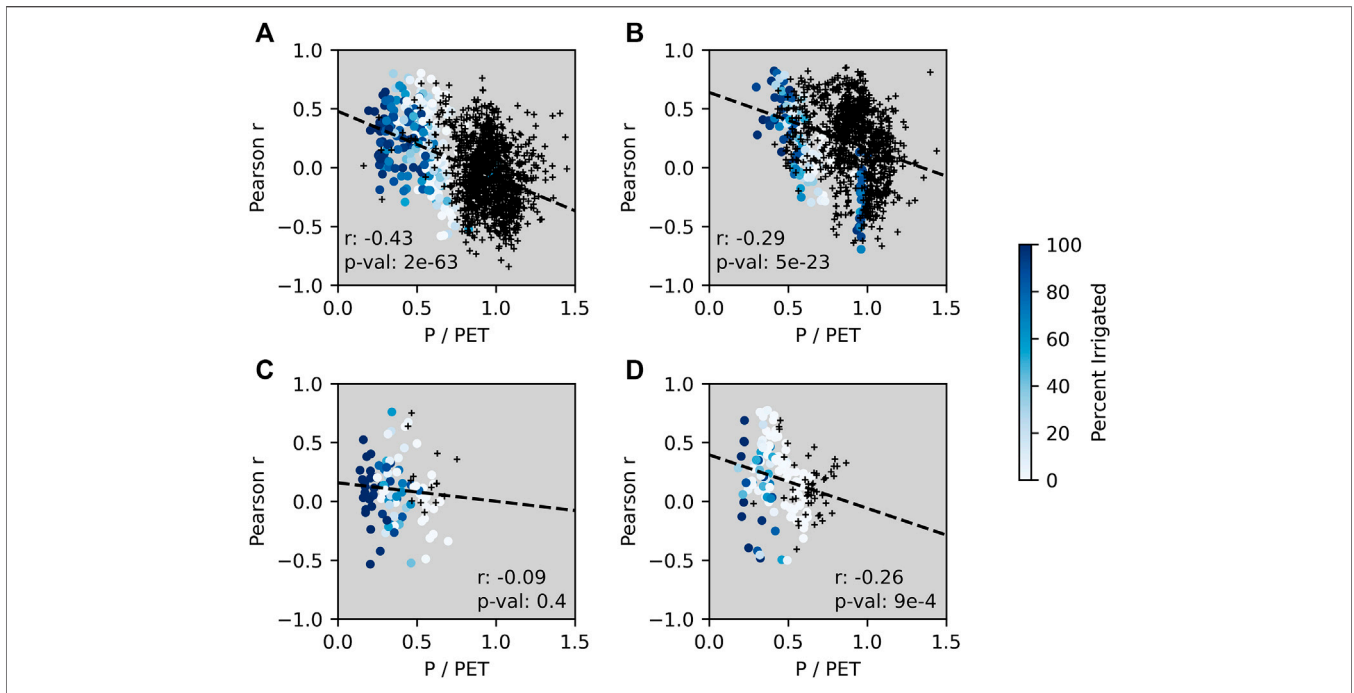 A
B
1.0
0.5
0.0
−0.5
−1.0
Pearson r
r: -0.43
p-val: 2e-63
0.0 0.5 1.0 1.5
P / PET
1.0
0.5
0.0
−0.5
−1.0
Pearson r
r: -0.29
p-val: 5e-23
0.0 0.5 1.0 1.5
P / PET
C
D
1.0
0.5
0.0
−0.5
−1.0
Pearson r
r: -0.09
p-val: 0.4
0.0 0.5 1.0 1.5
P / PET
1.0
0.5
0.0
−0.5
−1.0
Pearson r
r: -0.26
p-val: 9e-4
0.0 0.5 1.0 1.5
P / PET
100
80
60
40
20
0
Percent Irrigated